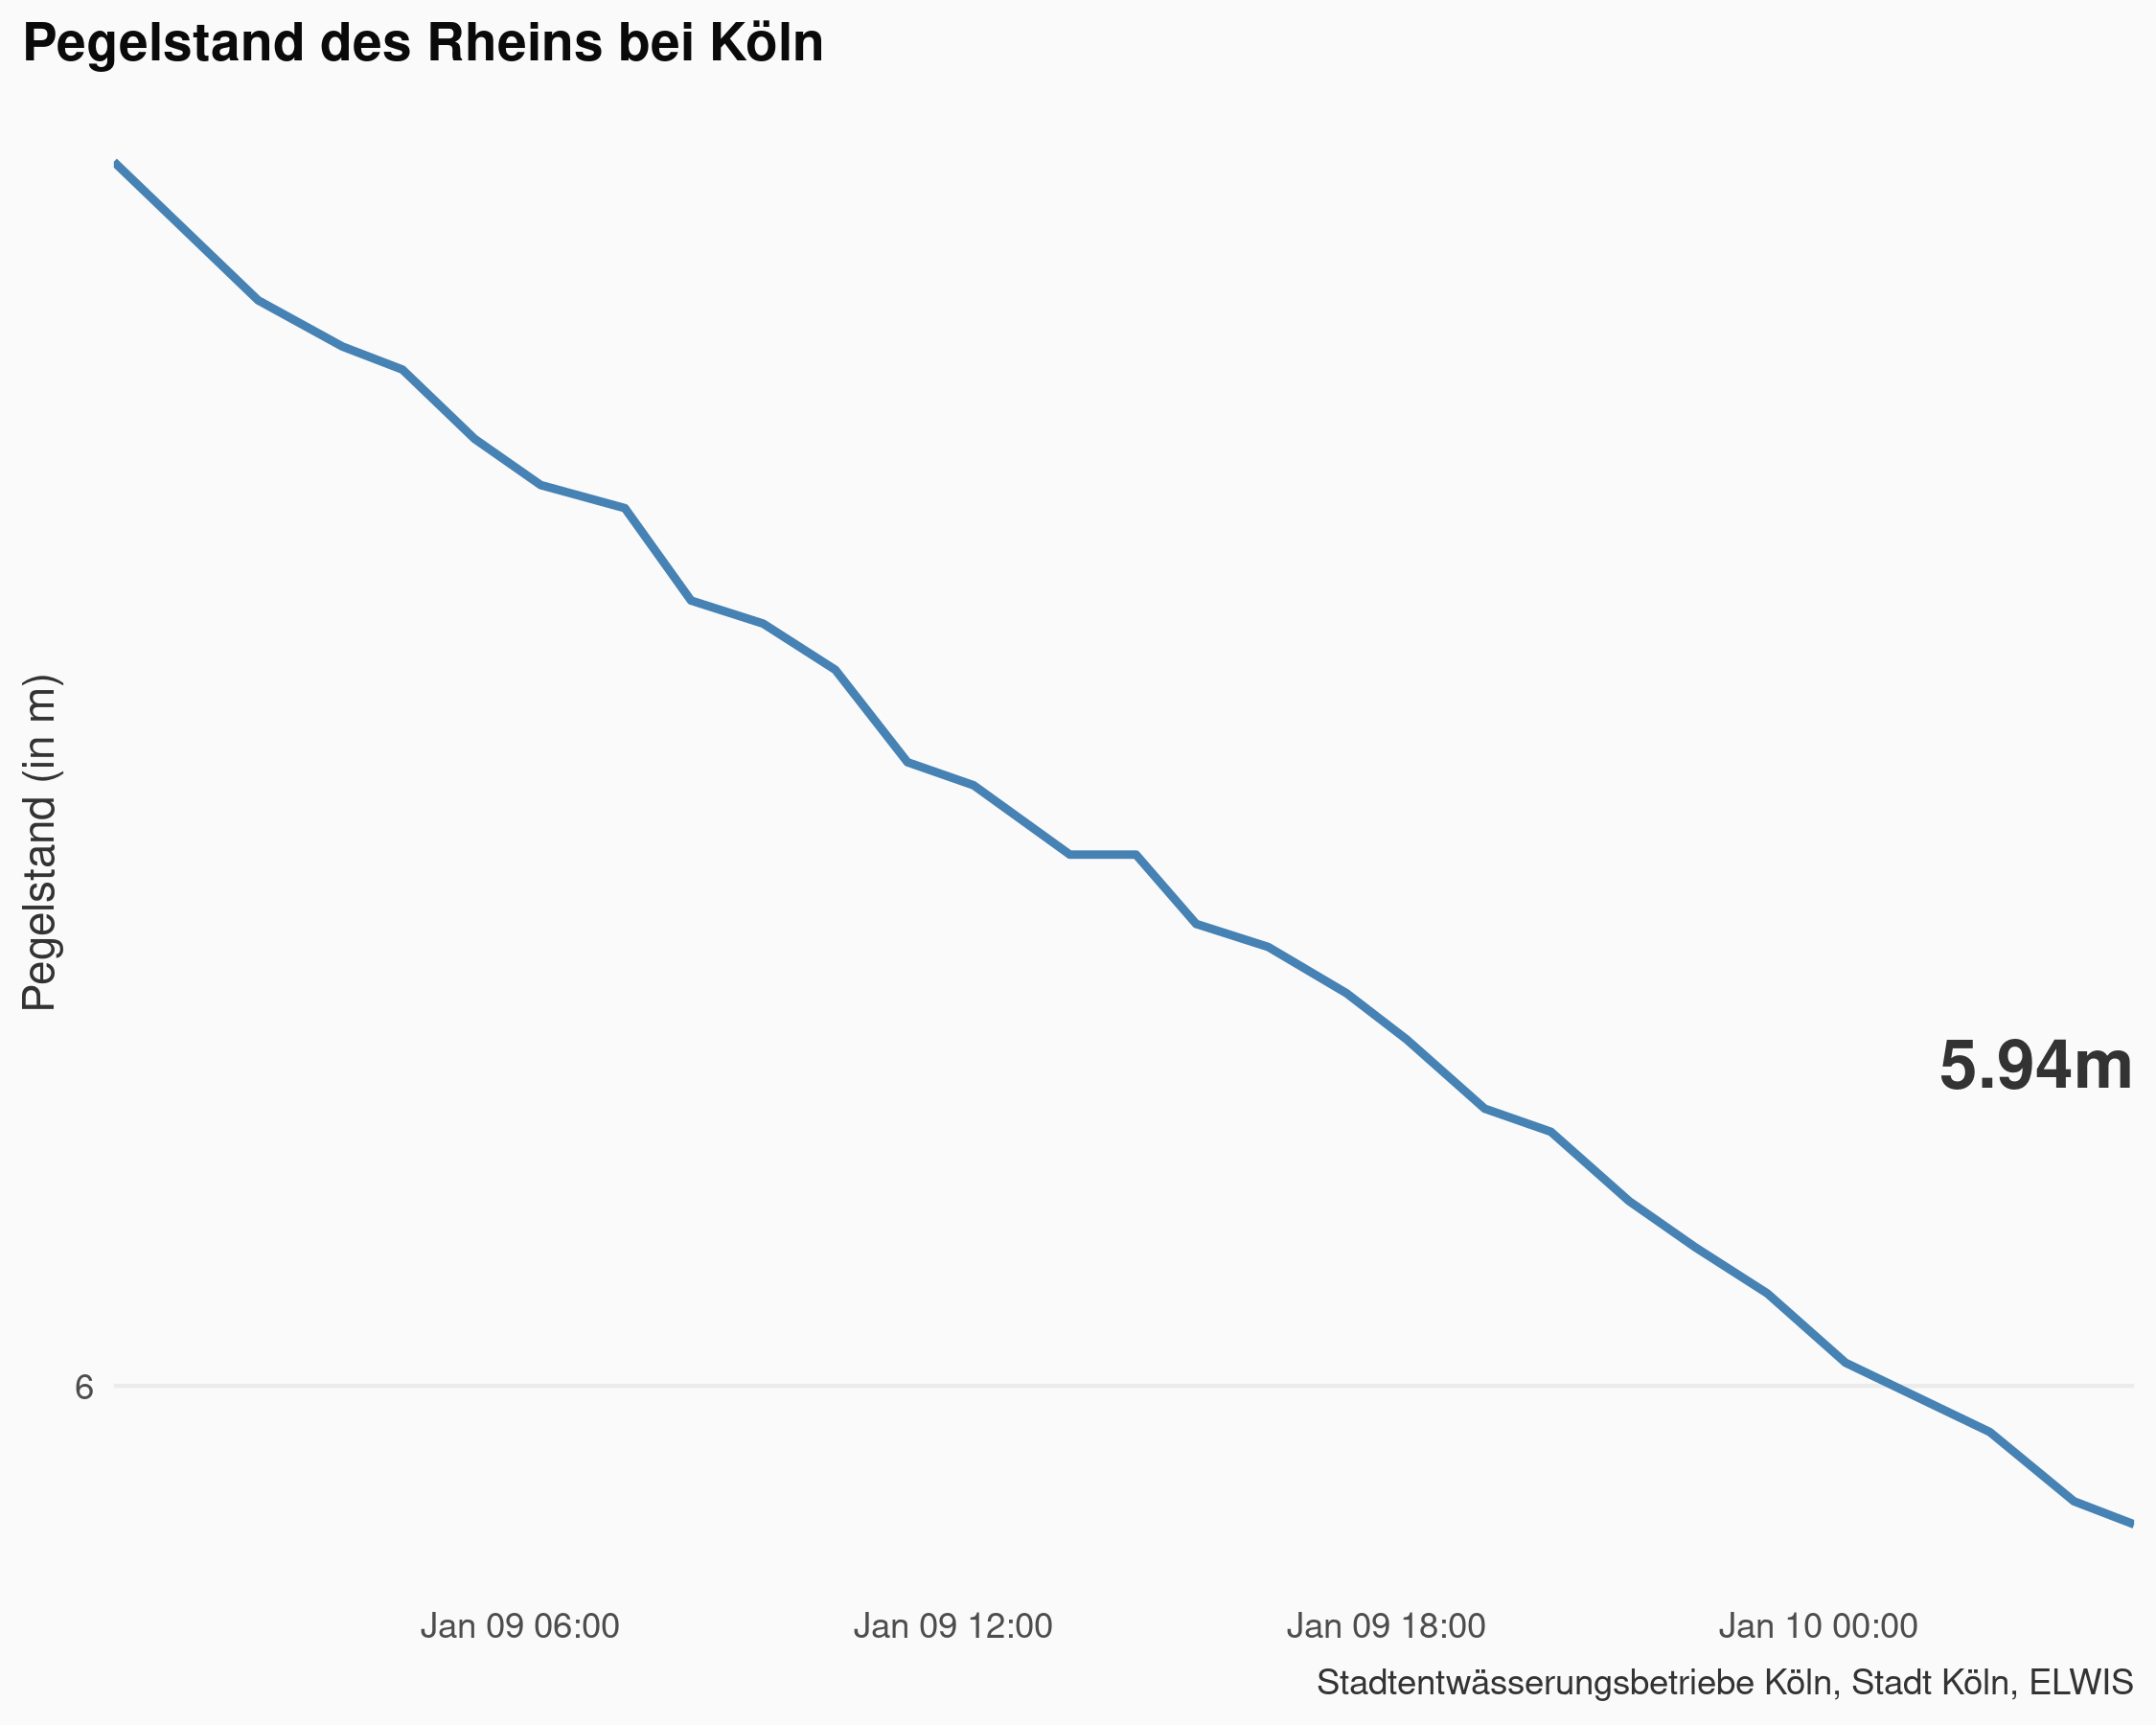 Pegelstand des Rheins bei Köln
Pegelstand (in m)
5.94m
6
Jan 09 06:00
Jan 09 12:00
Jan 09 18:00
Jan 10 00:00
Stadtentwässerungsbetriebe Köln, Stadt Köln, ELWIS